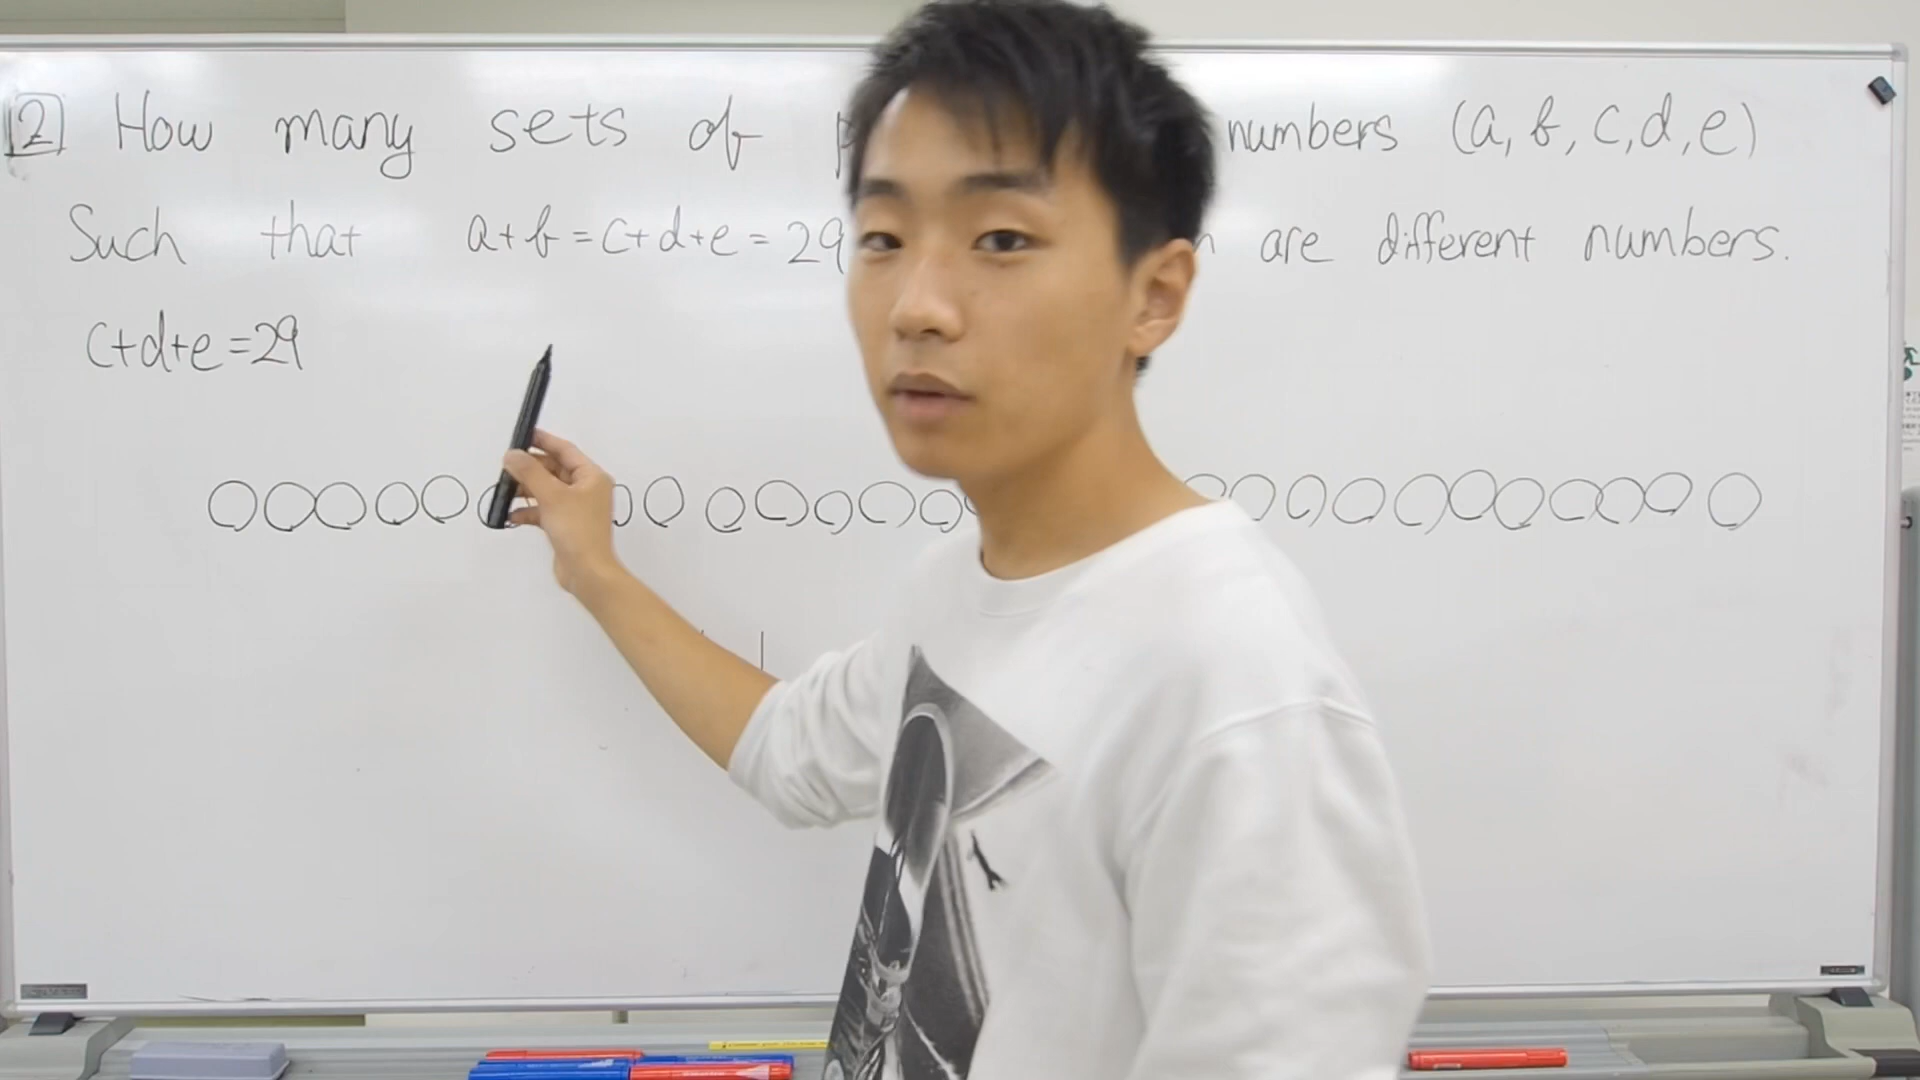 2 How many sets of numbers (a, b, c, d, e)
Such that a+b=c+d+e=29 are different numbers.
c+d+e=29